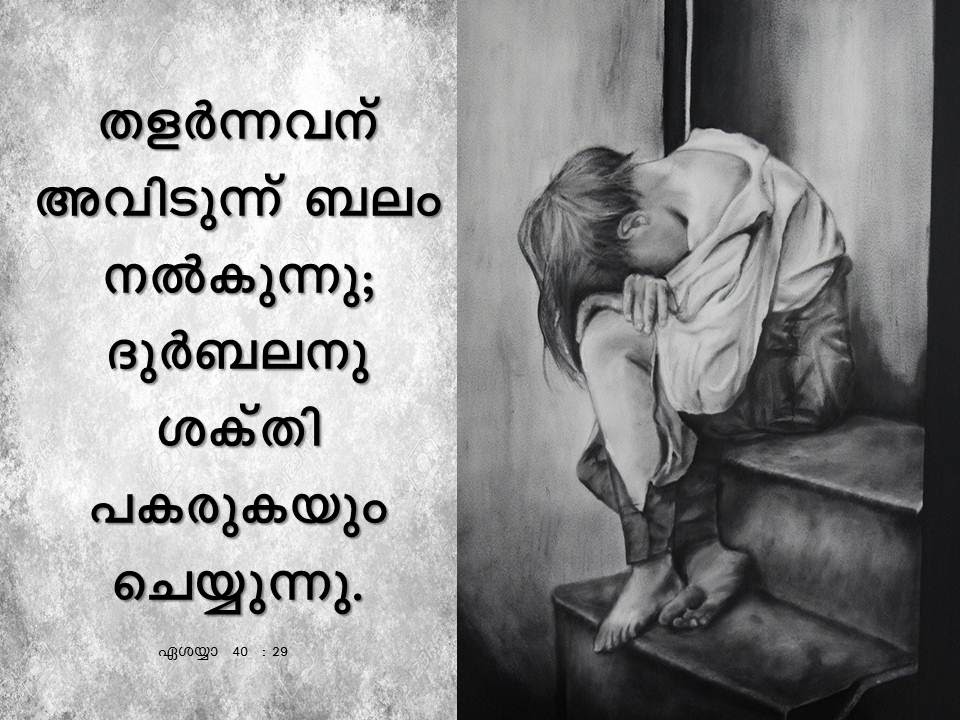 തളർന്നവന്
അവിടുന്ന് ബലം
നൽകുന്നു;
ദുർബലനു
ശക്തി
പകരുകയും
ചെയ്യുന്നു.
ഏശയ്യാ 40 : 29